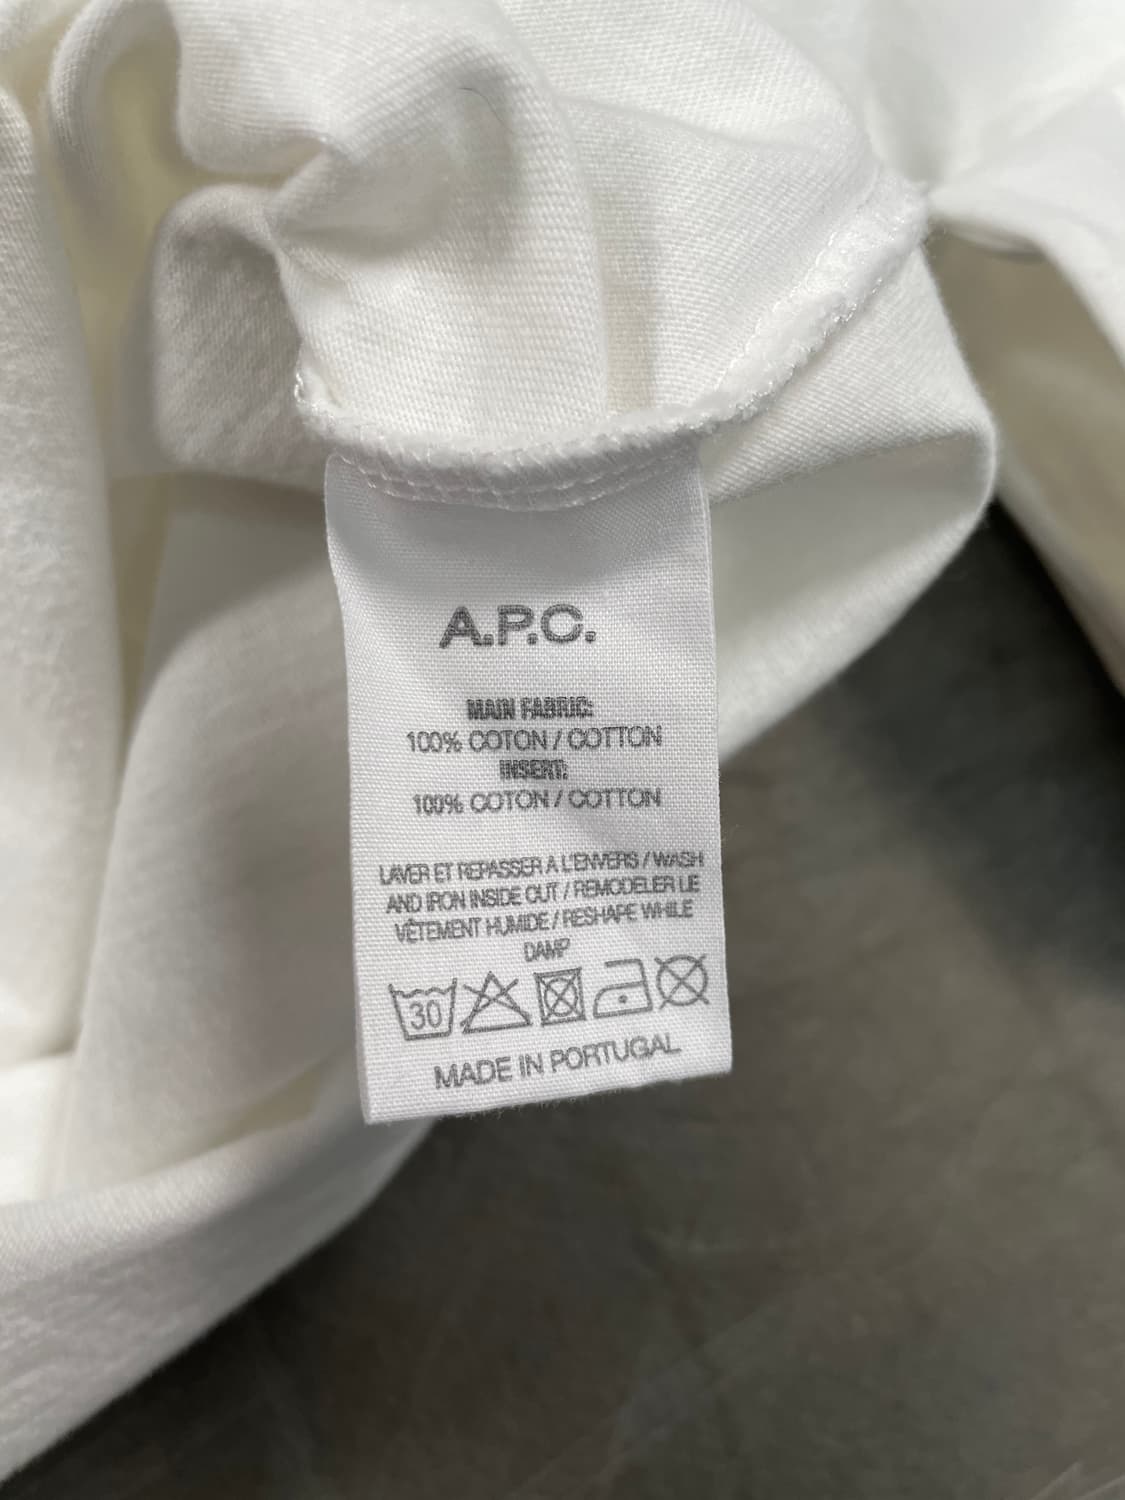 A.P.C.
MAIN FABRIC:
100% COTON / COTTON
INSERT:
100% COTON / COTTON
LAVER ET REPASSER A L'ENVERS / WASH
AND IRON INSIDE OUT / REMODELER LE
VÊTEMENT HUMIDE / RESHAPE WHILE
DAMP
30
MADE IN PORTUGAL